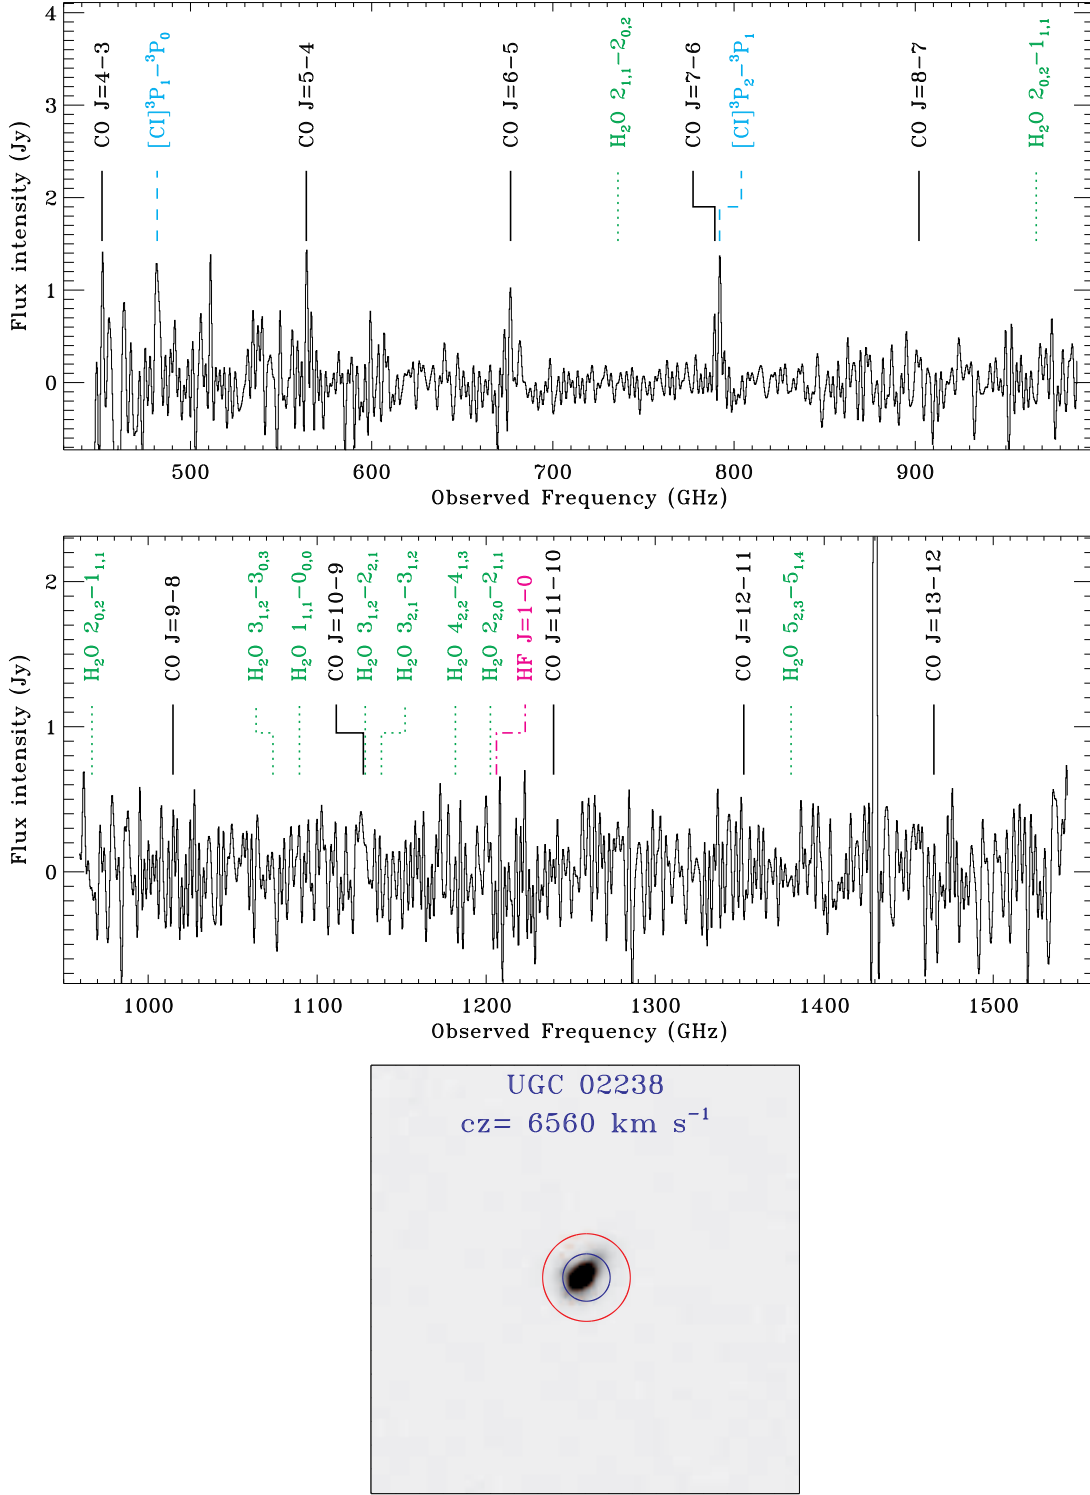 CO J=4−3
[CI]³P₁−³P₀
CO J=5−4
CO J=6−5
H₂O 2₁,₁−2₀,₂
CO J=7−6
[CI]³P₂−³P₁
CO J=8−7
H₂O 2₀,₂−1₁,₁
4
3
2
1
0
Flux intensity (Jy)
500 600 700 800 900
Observed Frequency (GHz)
H₂O 2₀,₂−1₁,₁
CO J=9−8
H₂O 3₁,₂−3₀,₃
H₂O 1₁,₁−0₀,₀
CO J=10−9
H₂O 3₁,₂−2₂,₁
H₂O 3₂,₁−3₁,₂
H₂O 4₂,₂−4₁,₃
H₂O 2₂,₀−2₁,₁
HF J=1−0
CO J=11−10
CO J=12−11
H₂O 5₂,₃−5₁,₄
CO J=13−12
2
1
0
Flux intensity (Jy)
1000 1100 1200 1300 1400 1500
Observed Frequency (GHz)
UGC 02238
cz= 6560 km s⁻¹